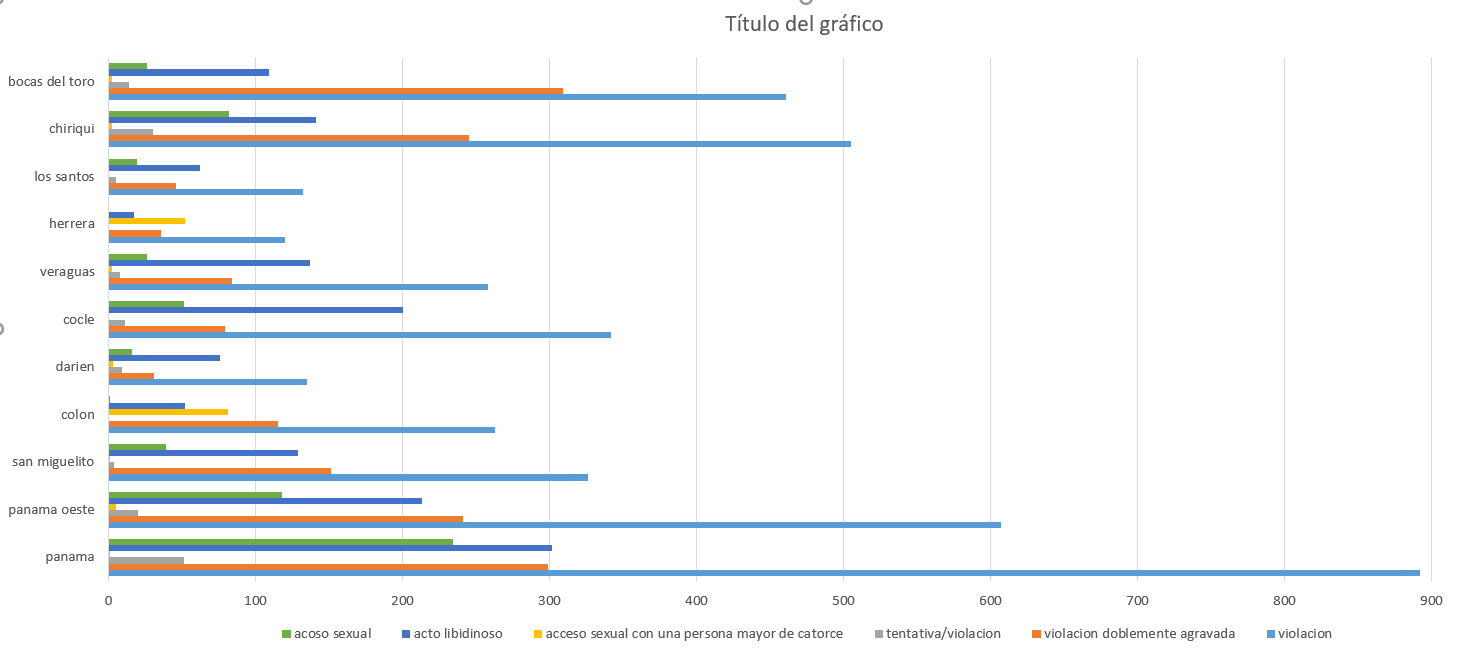 Título del gráfico
bocas del toro
chiriqui
los santos
herrera
veraguas
cocle
darien
colon
san miguelito
panama oeste
panama
0 100 200 300 400 500 600 700 800 900
acoso sexual acto libidinoso acceso sexual con una persona mayor de catorce tentativa/violacion violacion doblemente agravada violacion